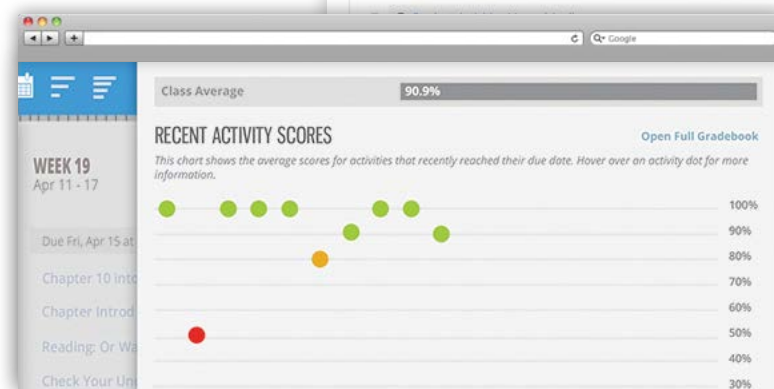 Google
Class Average
90.9%
RECENT ACTIVITY SCORES
Open Full Gradebook
This chart shows the average scores for activities that recently reached their due date. Hover over an activity dot for more
information.
WEEK 19
Apr 11 - 17
Due Fri, Apr 15 at
Chapter 10
Chapter Introd
Reading: Or Wa
Check Your Un
100%
90%
80%
70%
60%
50%
40%
30%